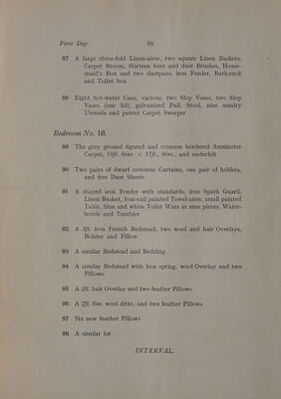 First Day.
87 A large three-fold Linen-airer, two square Linen Baskets,
Carpet Broom, thirteen boot and dust Brushes, House-
maid's Box and two dustpans, iron Fender, Bath-rack
and Toilet box
88 Eight hot-water Cans, various, two Slop Vases, two Slop
Vases (one lid), galvanised Pail, Stool, nine sundry
Utensils and patent Carpet Sweeper
Bedroom No. 16.
89 The grey ground figured and crimson bordered Axminster
Carpet, and underfelt
90 Two pairs of dwarf cretonne Curtains, one pair of holders,
and five Dust Sheets
91 A shaped iron Fender with standards, iron Spark Guard,
Linen Basket, four-rail painted Towel-airer, small painted
Table, blue and white Toilet Ware in nine pieces, Water-
bottle and Tumbler
92 A 3ft. iron French Bedstead, two wool and hair Overlays,
Bolster and Pillow
93 A similar Bedstead and Bedding
94 A similar Bedstead with box spring, wool Overlay and two
Pillows
95 A 3ft. hair Overlay and two feather Pillows
96 A 2ft. 6in. wool ditto, and two feather Pillows
97 Six new feather Pillows
98 A similar lot
INTERVAL.